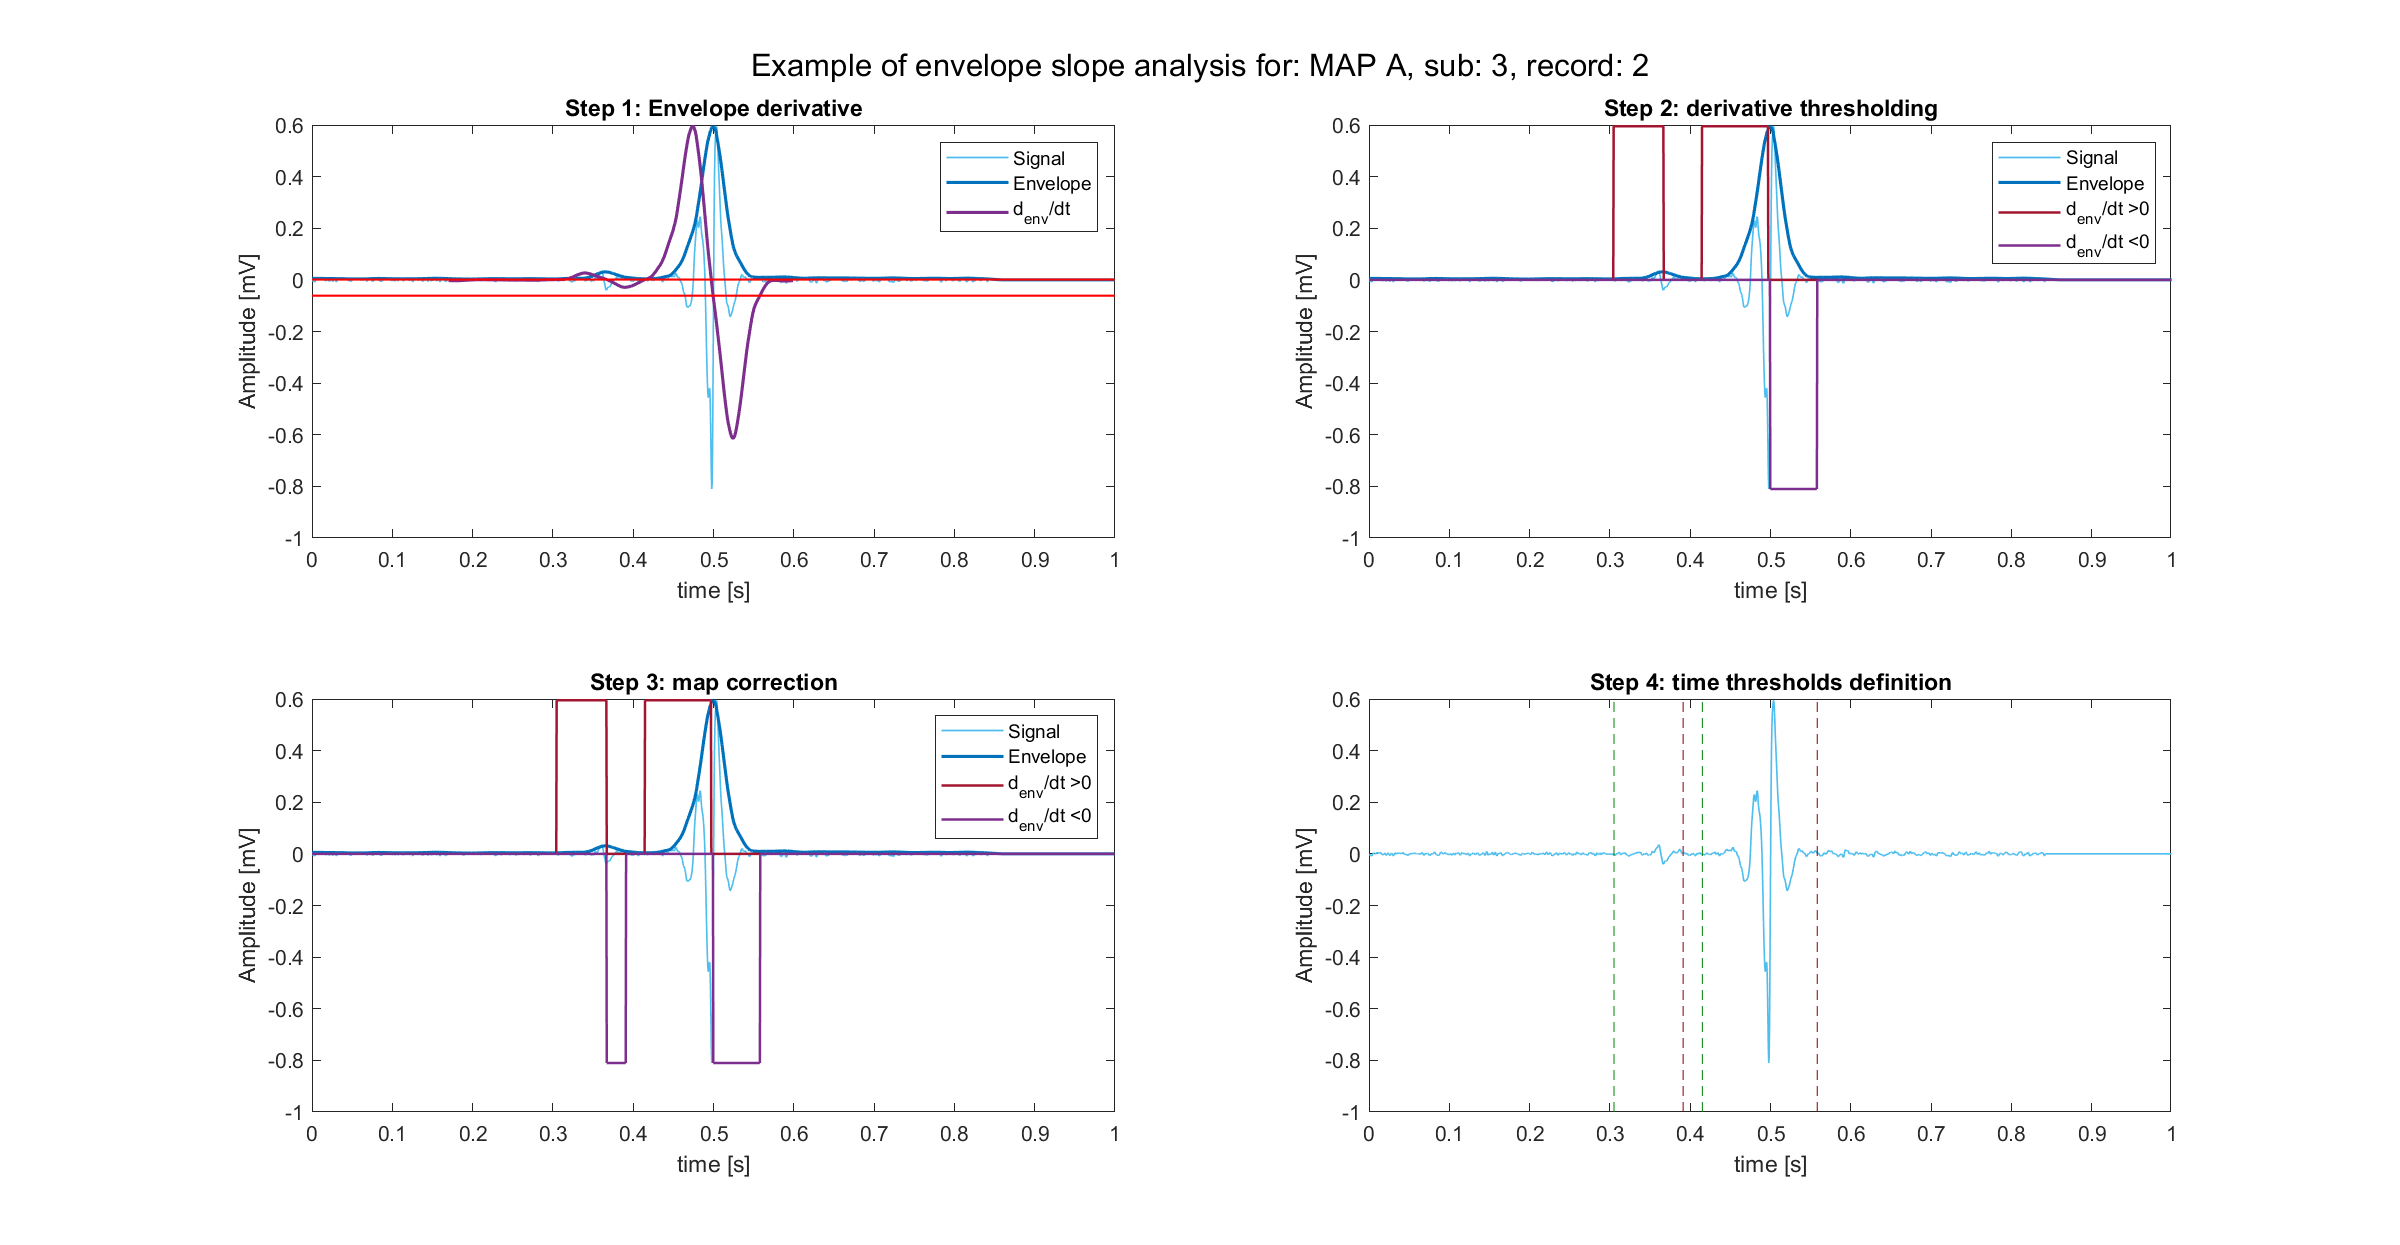 Example of envelope slope analysis for: MAP A, sub: 3, record: 2
Step 1: Envelope derivative
0.6
0.4
0.2
0
-0.2
-0.4
-0.6
-0.8
-1
Amplitude [mV]
0 0.1 0.2 0.3 0.4 0.5 0.6 0.7 0.8 0.9 1
time [s]
Signal
Envelope
d_env/dt
Step 2: derivative thresholding
0.6
0.4
0.2
0
-0.2
-0.4
-0.6
-0.8
-1
Amplitude [mV]
0 0.1 0.2 0.3 0.4 0.5 0.6 0.7 0.8 0.9 1
time [s]
Signal
Envelope
d_env/dt >0
d_env/dt <0
Step 3: map correction
0.6
0.4
0.2
0
-0.2
-0.4
-0.6
-0.8
-1
Amplitude [mV]
0 0.1 0.2 0.3 0.4 0.5 0.6 0.7 0.8 0.9 1
time [s]
Signal
Envelope
d_env/dt >0
d_env/dt <0
Step 4: time thresholds definition
0.6
0.4
0.2
0
-0.2
-0.4
-0.6
-0.8
-1
Amplitude [mV]
0 0.1 0.2 0.3 0.4 0.5 0.6 0.7 0.8 0.9 1
time [s]